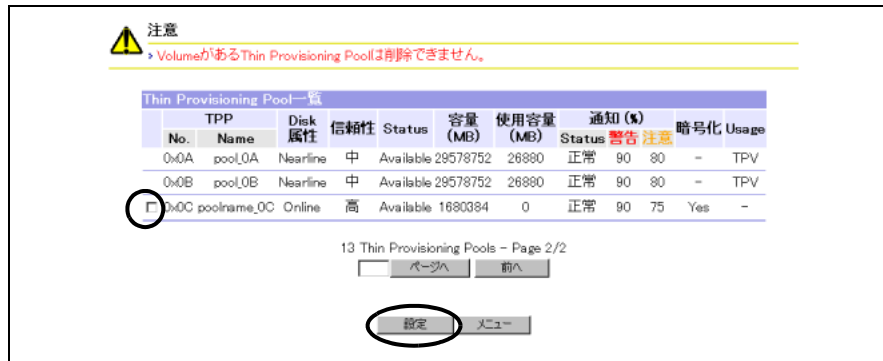 注意
› VolumeがあるThin Provisioning Poolは削除できません。
Thin Provisioning Pool一覧
TPP Disk属性 信頼性 Status 容量(MB) 使用容量(MB) 通知(%) 暗号化 Usage
No. Name Status 警告 注意
0x0A pool_0A Nearline 中 Available 29578752 26880 正常 90 80 - TPV
0x0B pool_0B Nearline 中 Available 29578752 26880 正常 90 80 - TPV
0x0C poolname_0C Online 高 Available 1680384 0 正常 90 75 Yes -
13 Thin Provisioning Pools - Page 2/2
ページへ 前へ
設定 メニュー